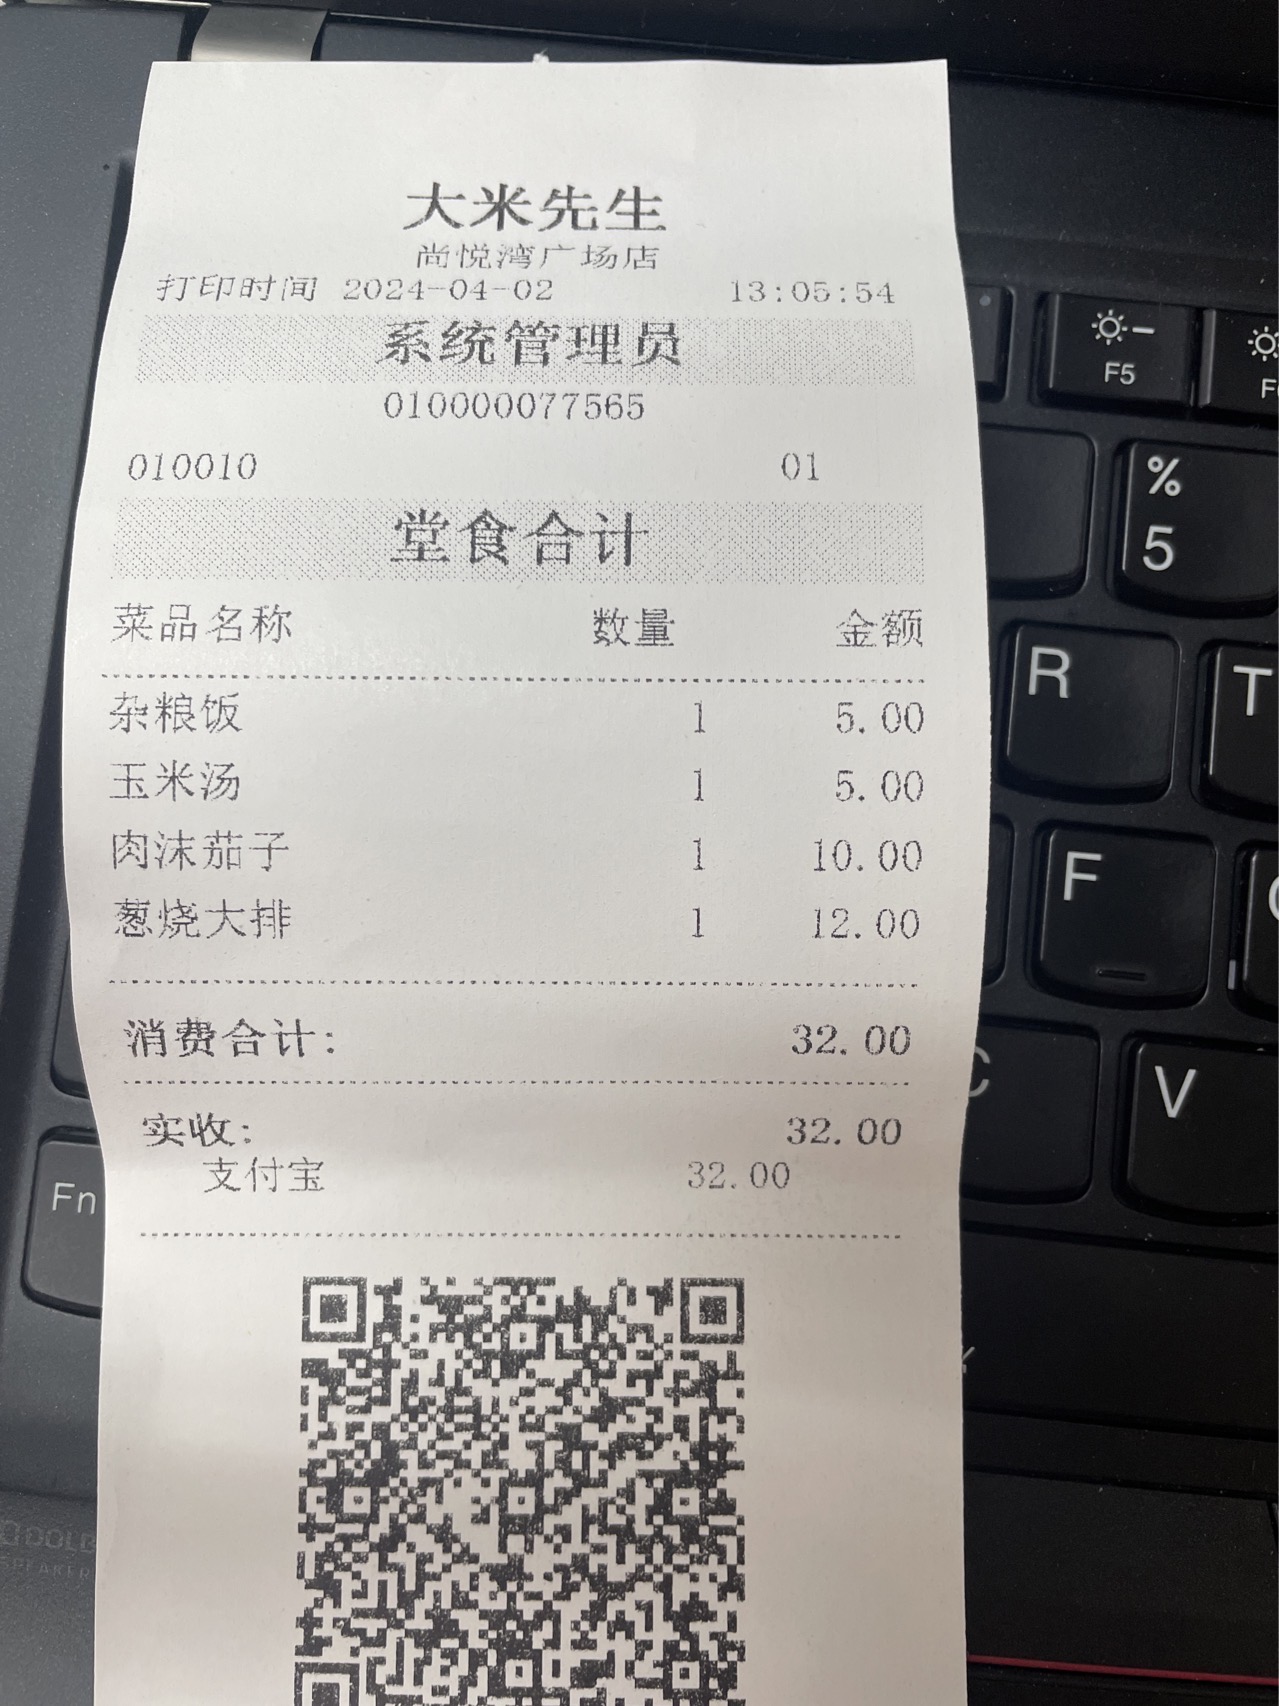 大米先生
尚悦湾广场店
打印时间 2024-04-02 13:05:54
系统管理员
010000077565
010010 01
堂食合计
菜品名称 数量 金额
杂粮饭 1 5.00
玉米汤 1 5.00
肉沫茄子 1 10.00
葱烧大排 1 12.00
消费合计: 32.00
实收: 32.00
支付宝 32.00
F5
%
5
R
T
F
C
V
Fn
SPEAKER